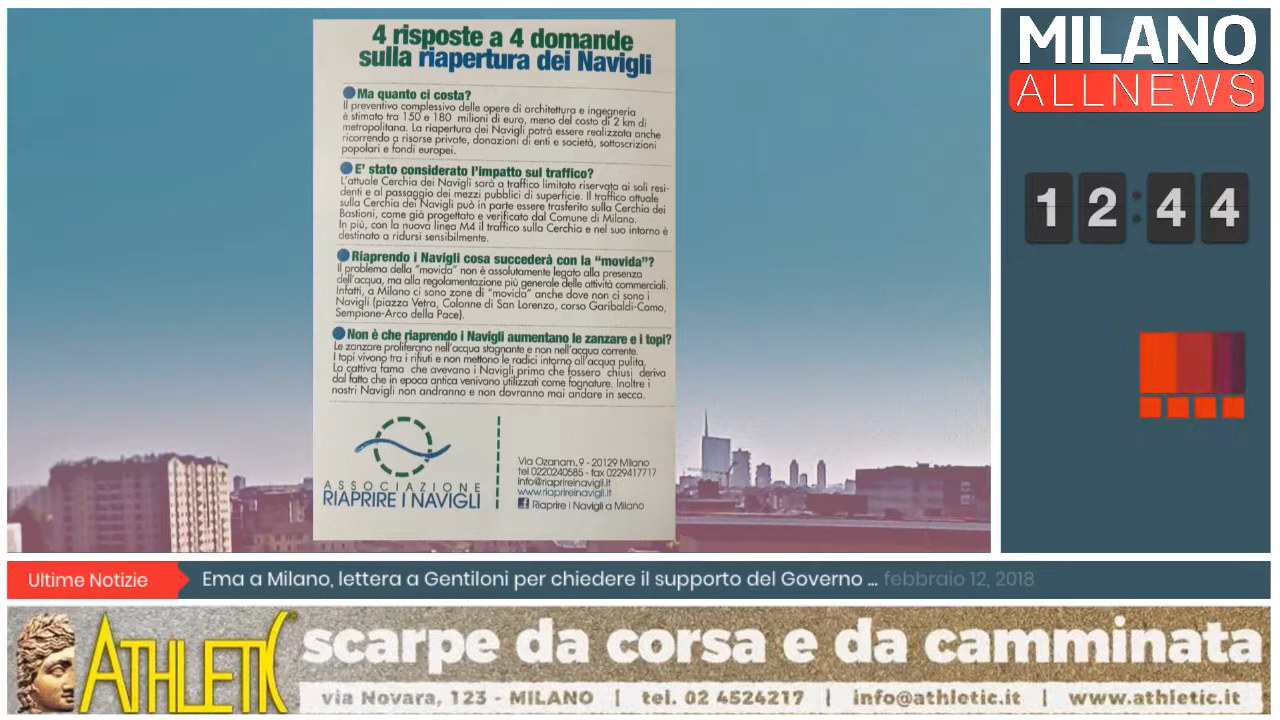 4 risposte a 4 domande
sulla riapertura dei Navigli
Ma quanto ci costa?
Il preventivo complessivo delle opere di architettura e ingegneria
è stimato tra 150 e 180 milioni di euro, meno del costo di 2 km di
metropolitana. La riapertura dei Navigli potrà essere realizzata anche
ricorrendo a risorse private, donazioni di enti e società, sottoscrizioni
popolari e fondi europei.
E' stato considerato l'impatto sul traffico?
L'attuale Cerchia dei Navigli sarà a traffico limitato riservata ai soli resi-
denti e al passaggio dei mezzi pubblici di superficie. Il traffico attuale
sulla Cerchia dei Navigli può in parte essere trasferito sulla Cerchia dei
Bastioni, come già progettato e verificato dal Comune di Milano.
In più, con la nuova linea M4 il traffico sulla Cerchia e nel suo intorno è
destinato a ridursi sensibilmente.
Riaprendo i Navigli cosa succederà con la "movida"?
Il problema della "movida" non è assolutamente legato alla presenza
dell'acqua, ma alla regolamentazione più generale delle attività commerciali.
Infatti, a Milano ci sono zone di "movida" anche dove non ci sono i
Navigli (piazza Vetra, Colonne di San Lorenzo, corso Garibaldi-Como,
Sempione-Arco della Pace).
Non è che riaprendo i Navigli aumentano le zanzare e i topi?
Le zanzare proliferano nell'acqua stagnante e non nell'acqua corrente.
I topi vivono tra i rifiuti e non mettono le radici intorno all'acqua pulita.
La cattiva fama che avevano i Navigli prima che fossero chiusi deriva
dal fatto che in epoca antica venivano utilizzati come fognature. Inoltre i
nostri Navigli non andranno e non dovranno mai andare in secca.
ASSOCIAZIONE
RIAPRIRE I NAVIGLI
Via Ozanam,9 - 20129 Milano
tel 0220240585 - fax 0229417717
info@riaprireinavigli.it
www.riaprireinavigli.it
Riaprire i Navigli a Milano
MILANO
ALLNEWS
12:44
Ultime Notizie
Ema a Milano, lettera a Gentiloni per chiedere il supporto del Governo ... febbraio 12, 2018
ATHLETIC
scarpe da corsa e da camminata
via Novara, 123 - MILANO | tel. 02 4524217 | info@athletic.it | www.athletic.it